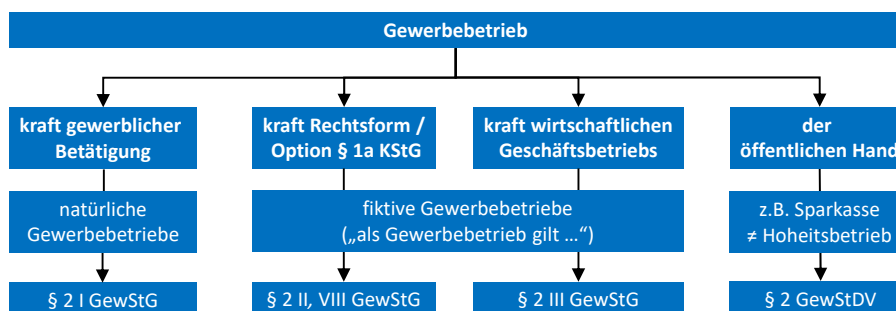 Gewerbebetrieb
kraft gewerblicher
Betätigung
kraft Rechtsform /
Option § 1a KStG
kraft wirtschaftlichen
Geschäftsbetriebs
der
öffentlichen Hand
natürliche
Gewerbebetriebe
fiktive Gewerbebetriebe
(„als Gewerbebetrieb gilt …“)
z.B. Sparkasse
≠ Hoheitsbetrieb
§ 2 I GewStG
§ 2 II, VIII GewStG
§ 2 III GewStG
§ 2 GewStDV